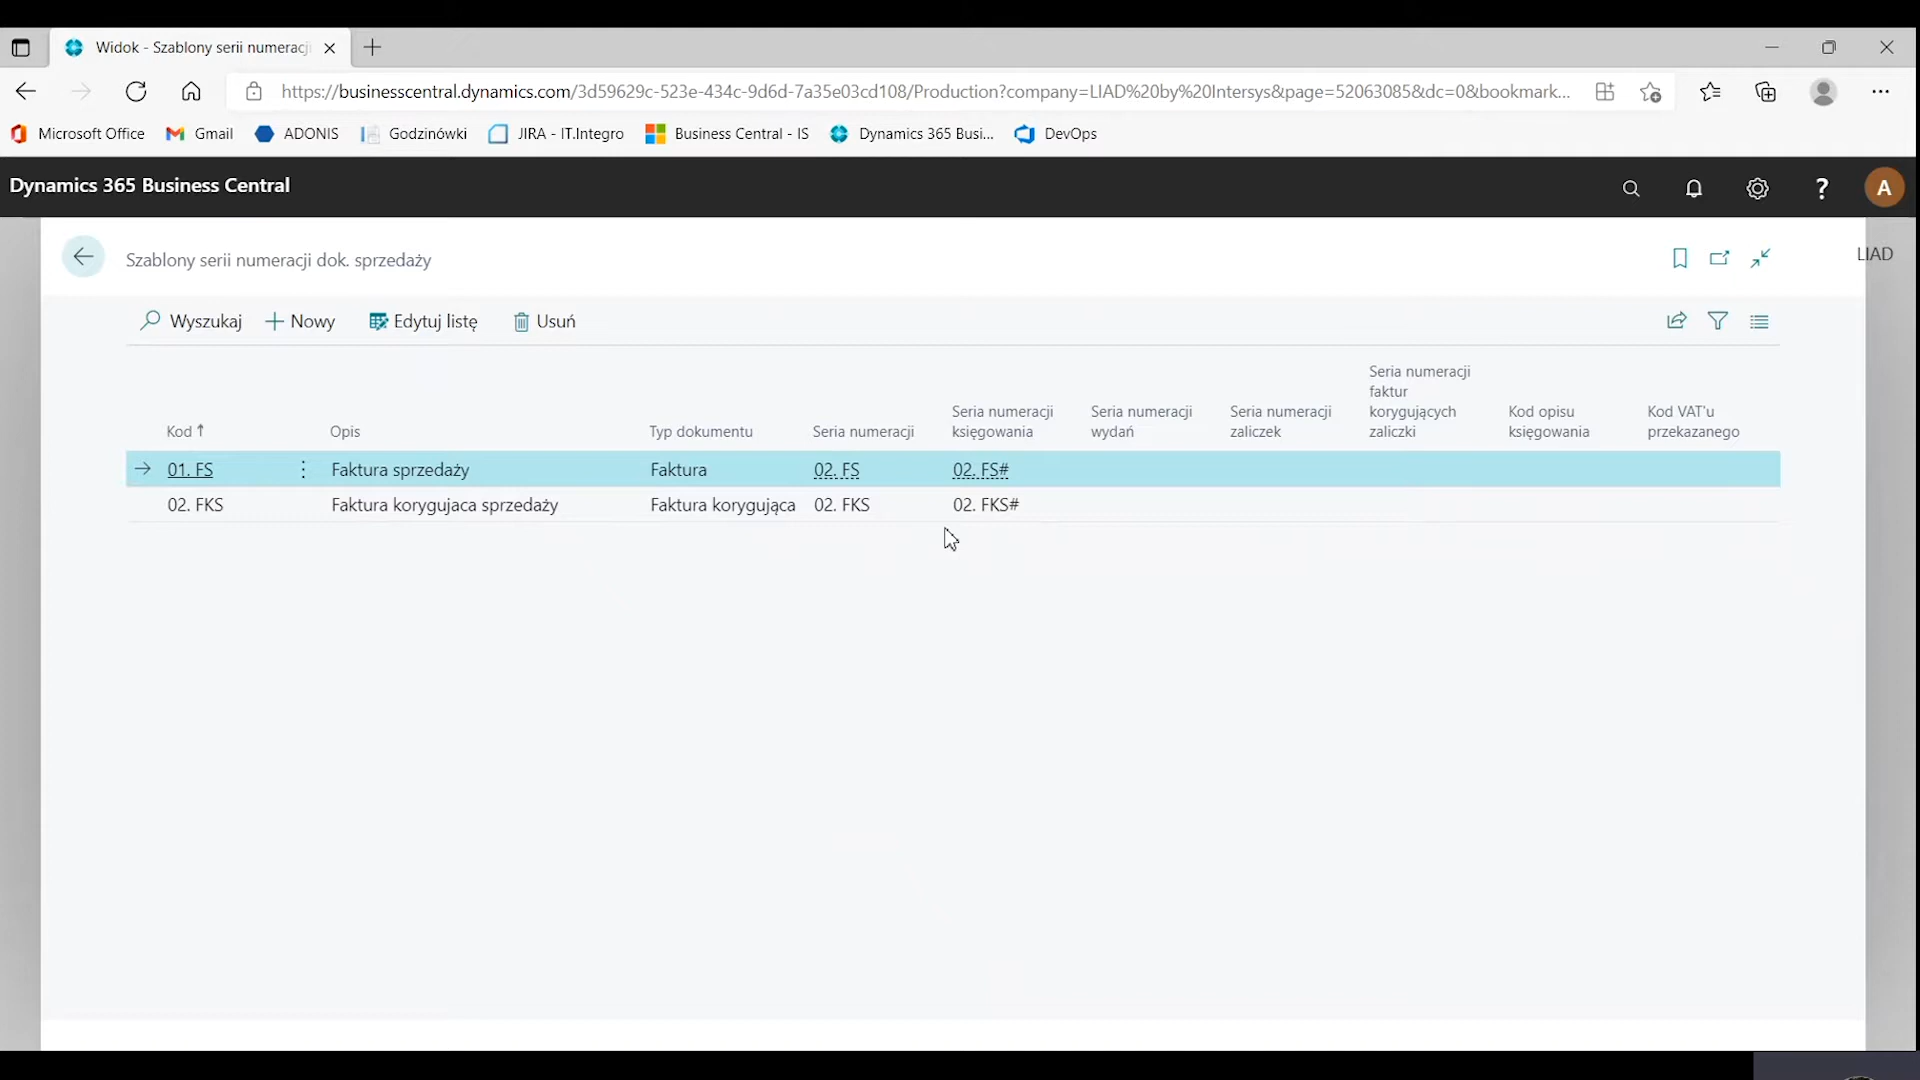 Widok - Szablony serii numeracji
https://businesscentral.dynamics.com/3d59629c-523e-434c-9d6d-7a35e03cd108/Production?company=LIAD%20by%20Intersys&page=52063085&dc=0&bookmark...
Microsoft Office Gmail ADONIS Godzinówki JIRA - IT.Integro Business Central - IS Dynamics 365 Busi... DevOps
Dynamics 365 Business Central
? A
Szablony serii numeracji dok. sprzedaży
LIAD
Wyszukaj Nowy Edytuj listę Usuń
Kod ↑
Opis
Typ dokumentu
Seria numeracji
Seria numeracji
księgowania
Seria numeracji
wydań
Seria numeracji
zaliczek
Seria numeracji
faktur
korygujących
zaliczki
Kod opisu
księgowania
Kod VAT'u
przekazanego
01. FS Faktura sprzedaży Faktura 02. FS 02. FS#
02. FKS Faktura korygujaca sprzedaży Faktura korygująca 02. FKS 02. FKS#